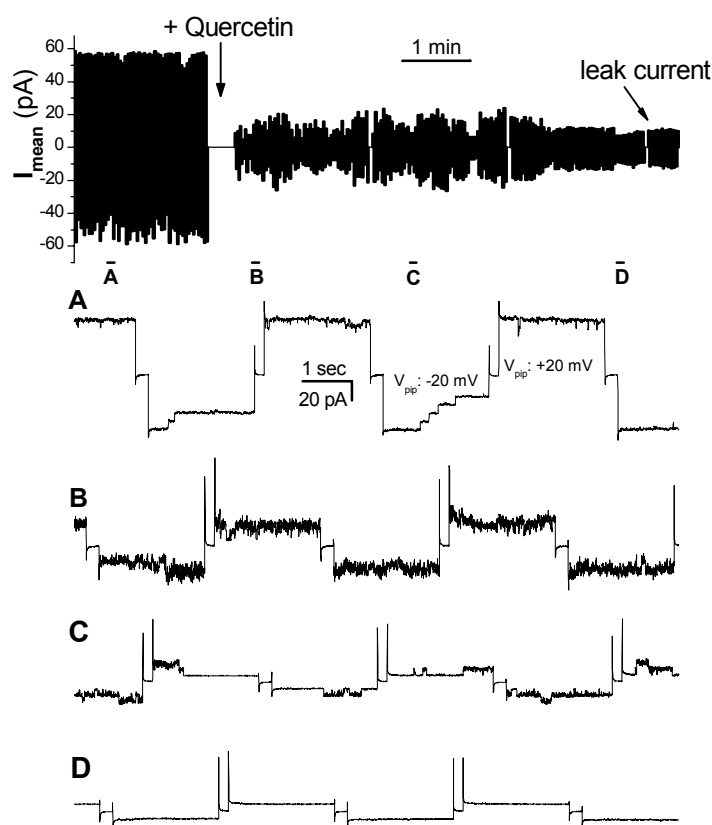 + Quercetin
1 min
leak current
I_mean (pA)
60
40
20
0
-20
-40
-60
A
B
C
D
A
1 sec
20 pA
V_pip: -20 mV
V_pip: +20 mV
B
C
D